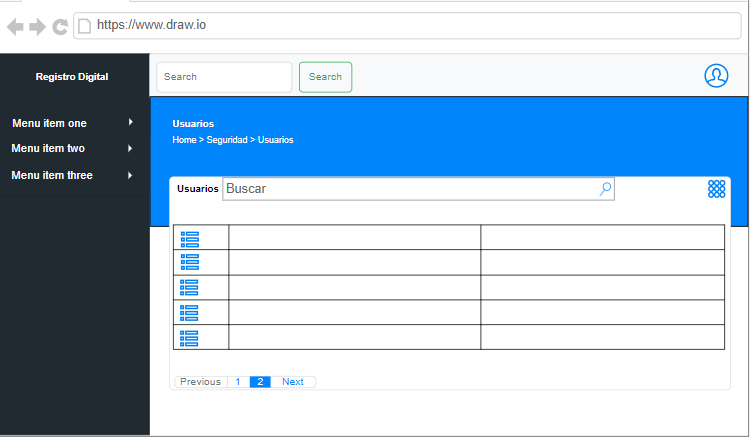 https://www.draw.io
Registro Digital
Search
Search
Menu item one
Menu item two
Menu item three
Usuarios
Home > Seguridad > Usuarios
Usuarios
Buscar
Previous 1 2 Next